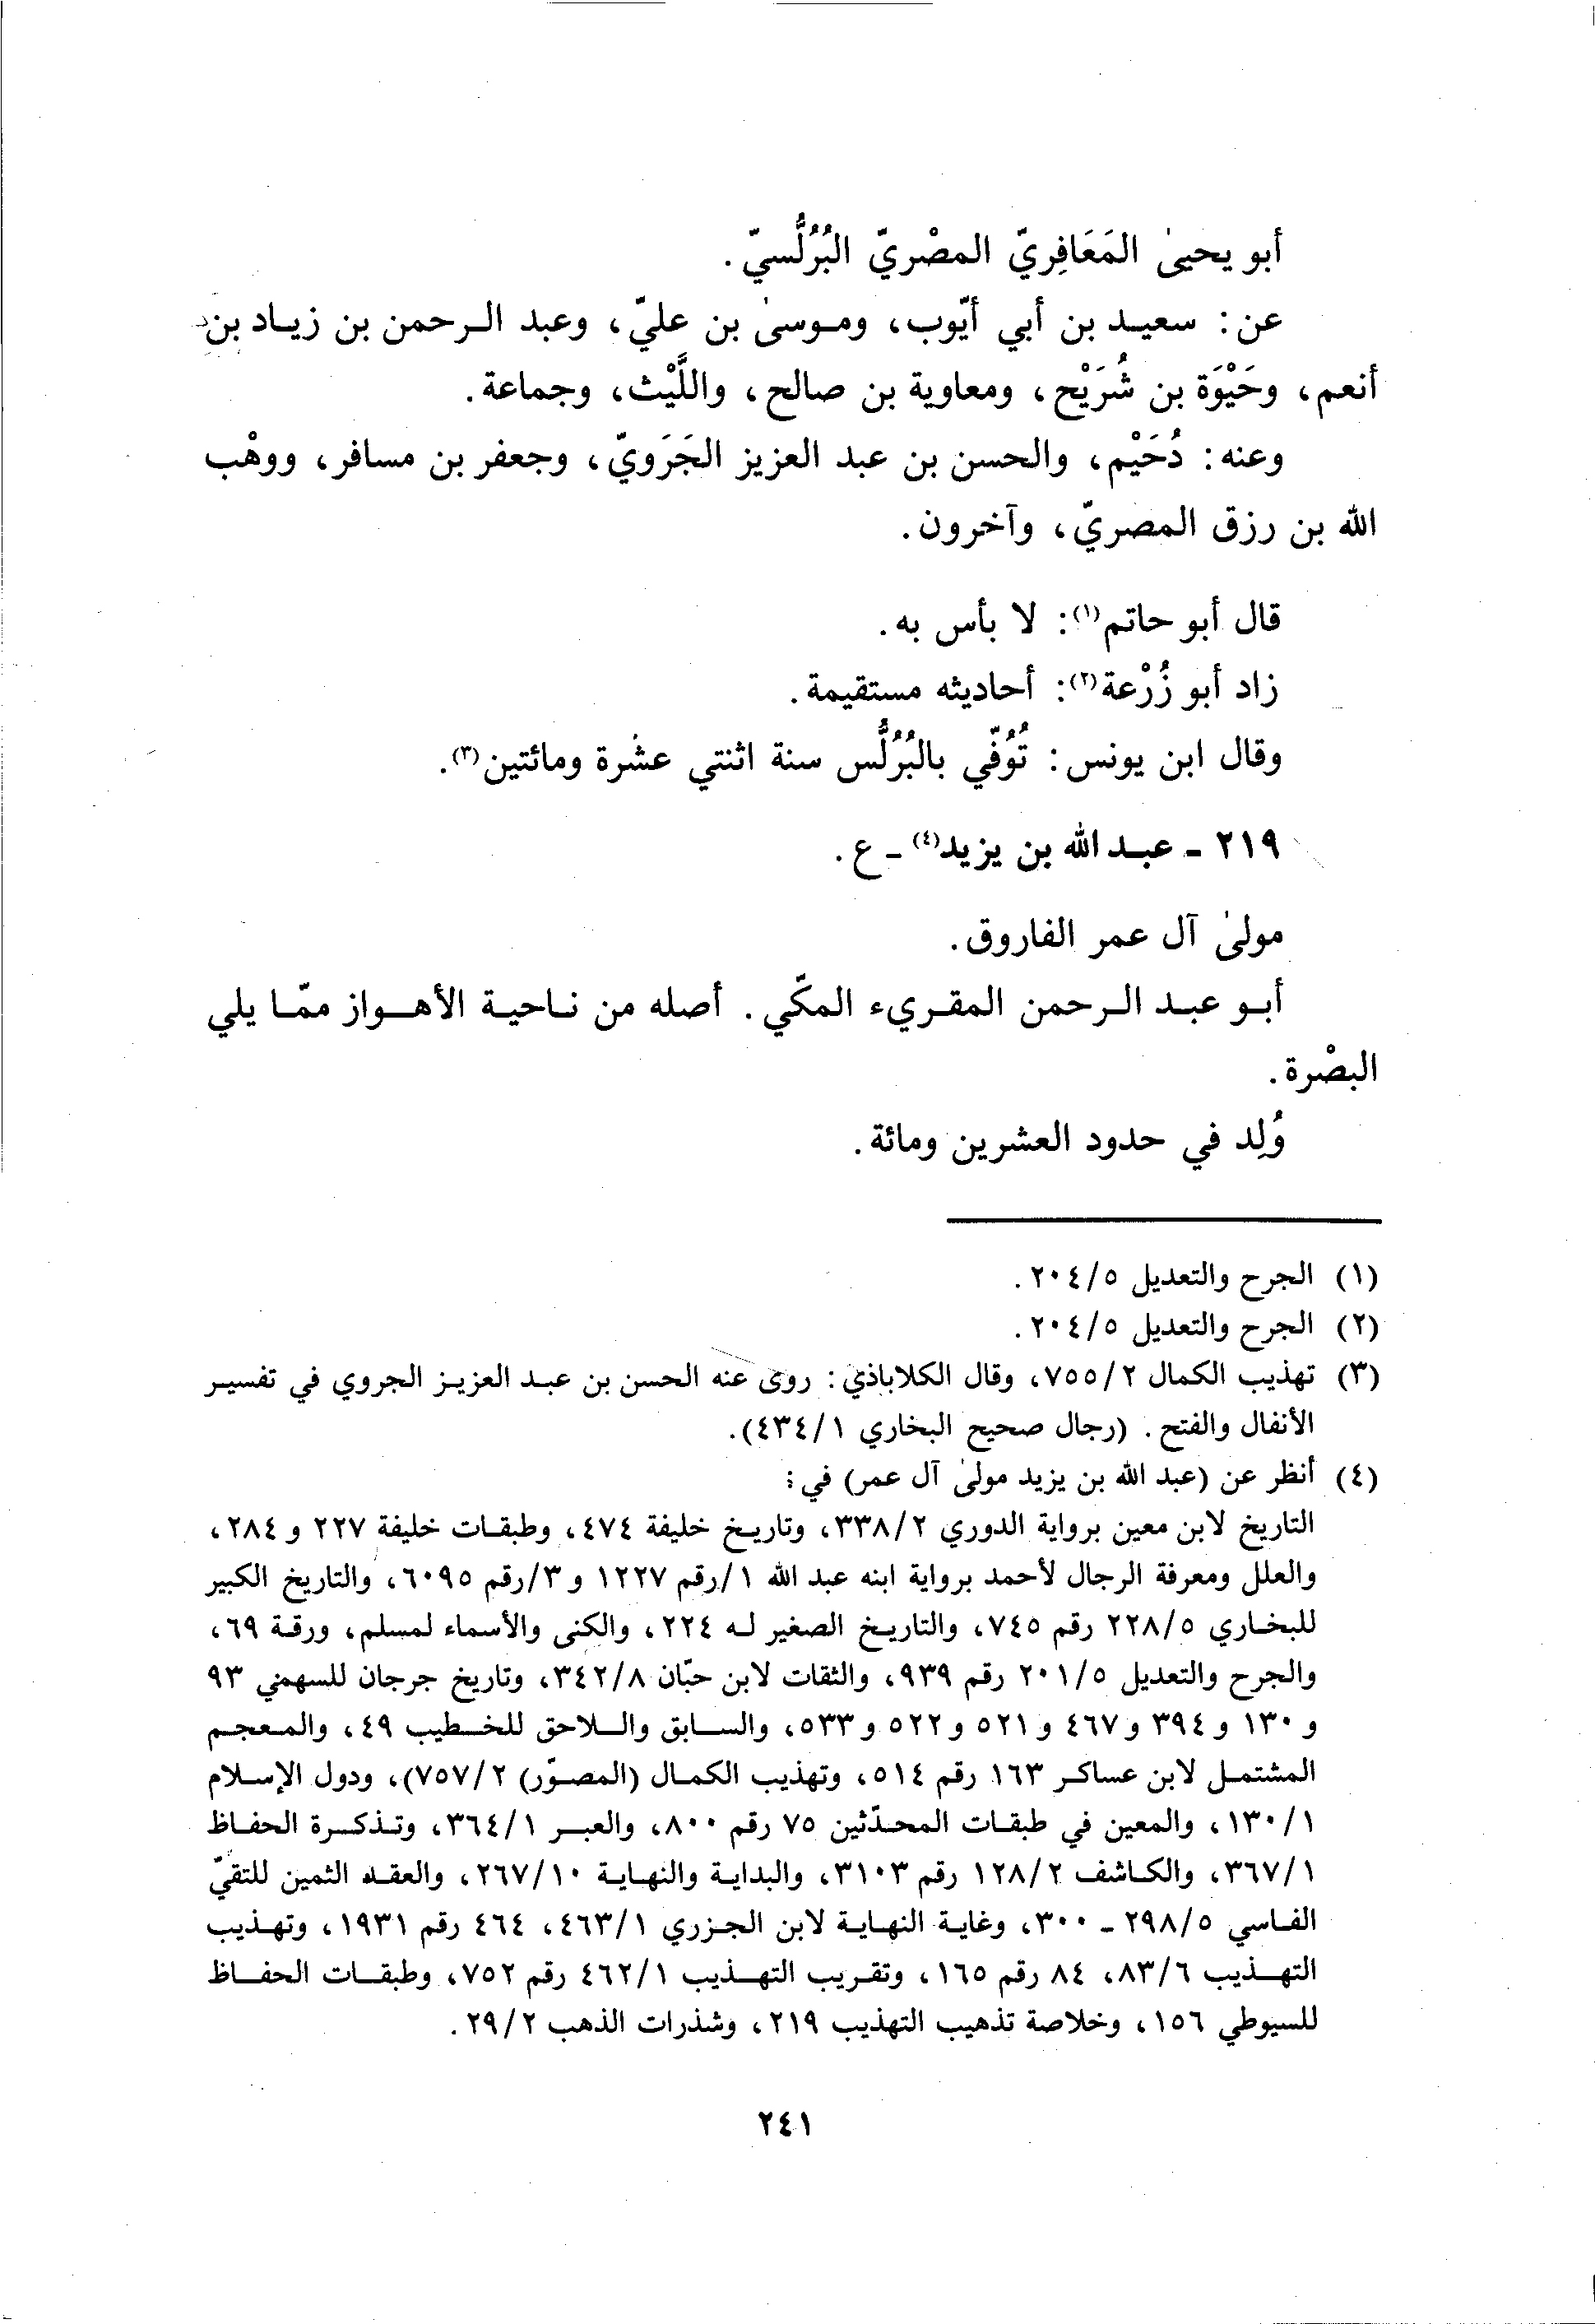 أبو يحيىٰ المَعَافِريّ المصْريّ البُرُلُّسيّ.
عن: سعيد بن أبي أيّوب، وموسىٰ بن عليّ، وعبد الرحمن بن زياد بن
أنعم، وحَيْوَة بن شُرَيْح، ومعاوية بن صالح، واللَّيْث، وجماعة.
وعنه: دُحَيْم، والحسن بن عبد العزيز الجَرَويّ، وجعفر بن مسافر، ووهْب
الله بن رزق المصريّ، وآخرون.
قال أبو حاتم(١): لا بأس به.
زاد أبو زُرْعة(٢): أحاديثه مستقيمة.
وقال ابن يونس: تُوُفّي بالبُرُلُّس سنة اثنتي عشرة ومائتين(٣).
٢١٩ - عبد الله بن يزيد(٤) - ع.
مولىٰ آل عمر الفاروق.
أبو عبد الرحمن المقريء المكّي. أصله من ناحية الأهواز ممّا يلي
البصْرة.
وُلِد في حدود العشرين ومائة.
(١) الجرح والتعديل ٢٠٤/٥.
(٢) الجرح والتعديل ٢٠٤/٥.
(٣) تهذيب الكمال ٧٥٥/٢، وقال الكلاباذي: روى عنه الحسن بن عبد العزيز الجروي في تفسير
الأنفال والفتح. (رجال صحيح البخاري ٤٣٤/١).
(٤) أنظر عن (عبد الله بن يزيد مولىٰ آل عمر) في:
التاريخ لابن معين برواية الدوري ٣٣٨/٢، وتاريخ خليفة ٤٧٤، وطبقات خليفة ٢٢٧ و ٢٨٤،
والعلل ومعرفة الرجال لأحمد برواية ابنه عبد الله ١/رقم ١٢٢٧ و ٣/رقم ٦٠٩٥، والتاريخ الكبير
للبخاري ٢٢٨/٥ رقم ٧٤٥، والتاريخ الصغير له ٢٢٤، والكنى والأسماء لمسلم، ورقة ٦٩،
والجرح والتعديل ٢٠١/٥ رقم ٩٣٩، والثقات لابن حبّان ٣٤٢/٨، وتاريخ جرجان للسهمي ٩٣
و ١٣٠ و ٣٩٤ و ٤٦٧ و ٥٢١ و ٥٢٢ و ٥٣٣، والسابق واللاحق للخطيب ٤٩، والمعجم
المشتمل لابن عساكر ١٦٣ رقم ٥١٤، وتهذيب الكمال (المصوّر) ٧٥٧/٢)، ودول الإسلام
١٣٠/١، والمعين في طبقات المحدّثين ٧٥ رقم ٨٠٠، والعبر ٣٦٤/١، وتذكرة الحفاظ
٣٦٧/١، والكاشف ١٢٨/٢ رقم ٣١٠٣، والبداية والنهاية ٢٦٧/١٠، والعقد الثمين للتقيّ
الفاسي ٢٩٨/٥ - ٣٠٠، وغاية النهاية لابن الجزري ٤٦٣/١، ٤٦٤ رقم ١٩٣١، وتهذيب
التهذيب ٨٣/٦، ٨٤ رقم ١٦٥، وتقريب التهذيب ٤٦٢/١ رقم ٧٥٢، وطبقات الحفاظ
للسيوطي ١٥٦، وخلاصة تذهيب التهذيب ٢١٩، وشذرات الذهب ٢٩/٢.
٢٤١